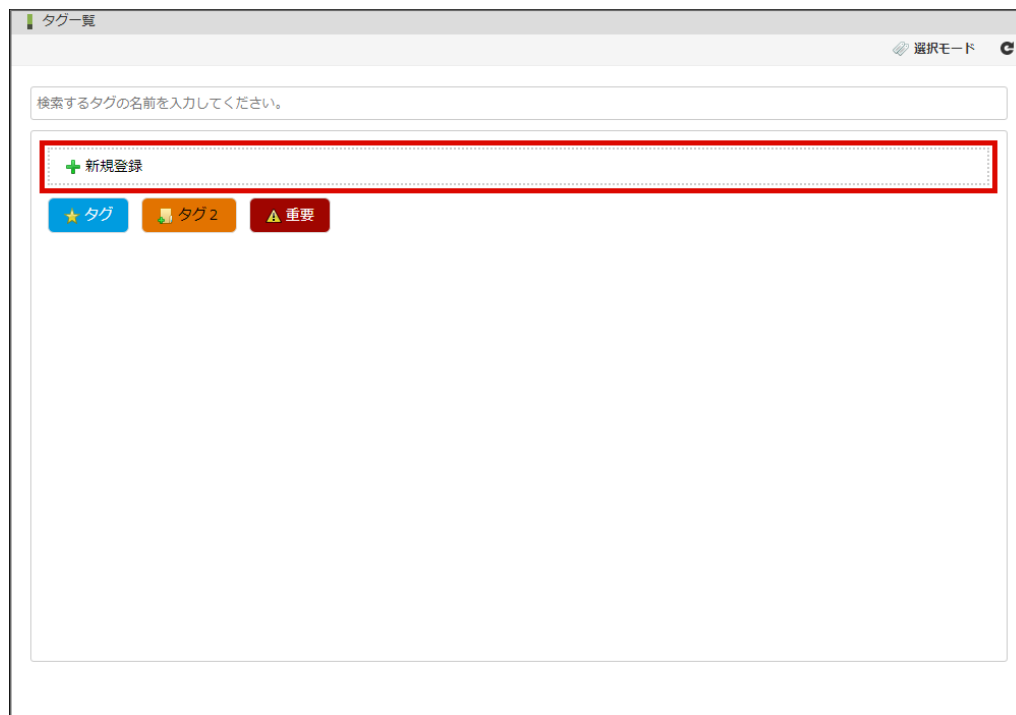 タグ一覧
選択モード
検索するタグの名前を入力してください。
新規登録
タグ タグ2 重要